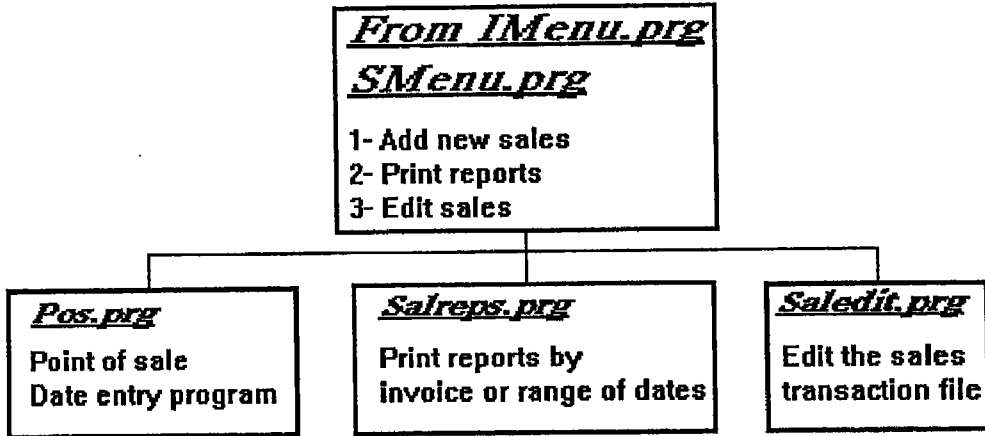 From IMenu.prg
SMenu.prg
1- Add new sales
2- Print reports
3- Edit sales
Pos.prg
Point of sale
Date entry program
Salreps.prg
Print reports by
invoice or range of dates
Saledit.prg
Edit the sales
transaction file